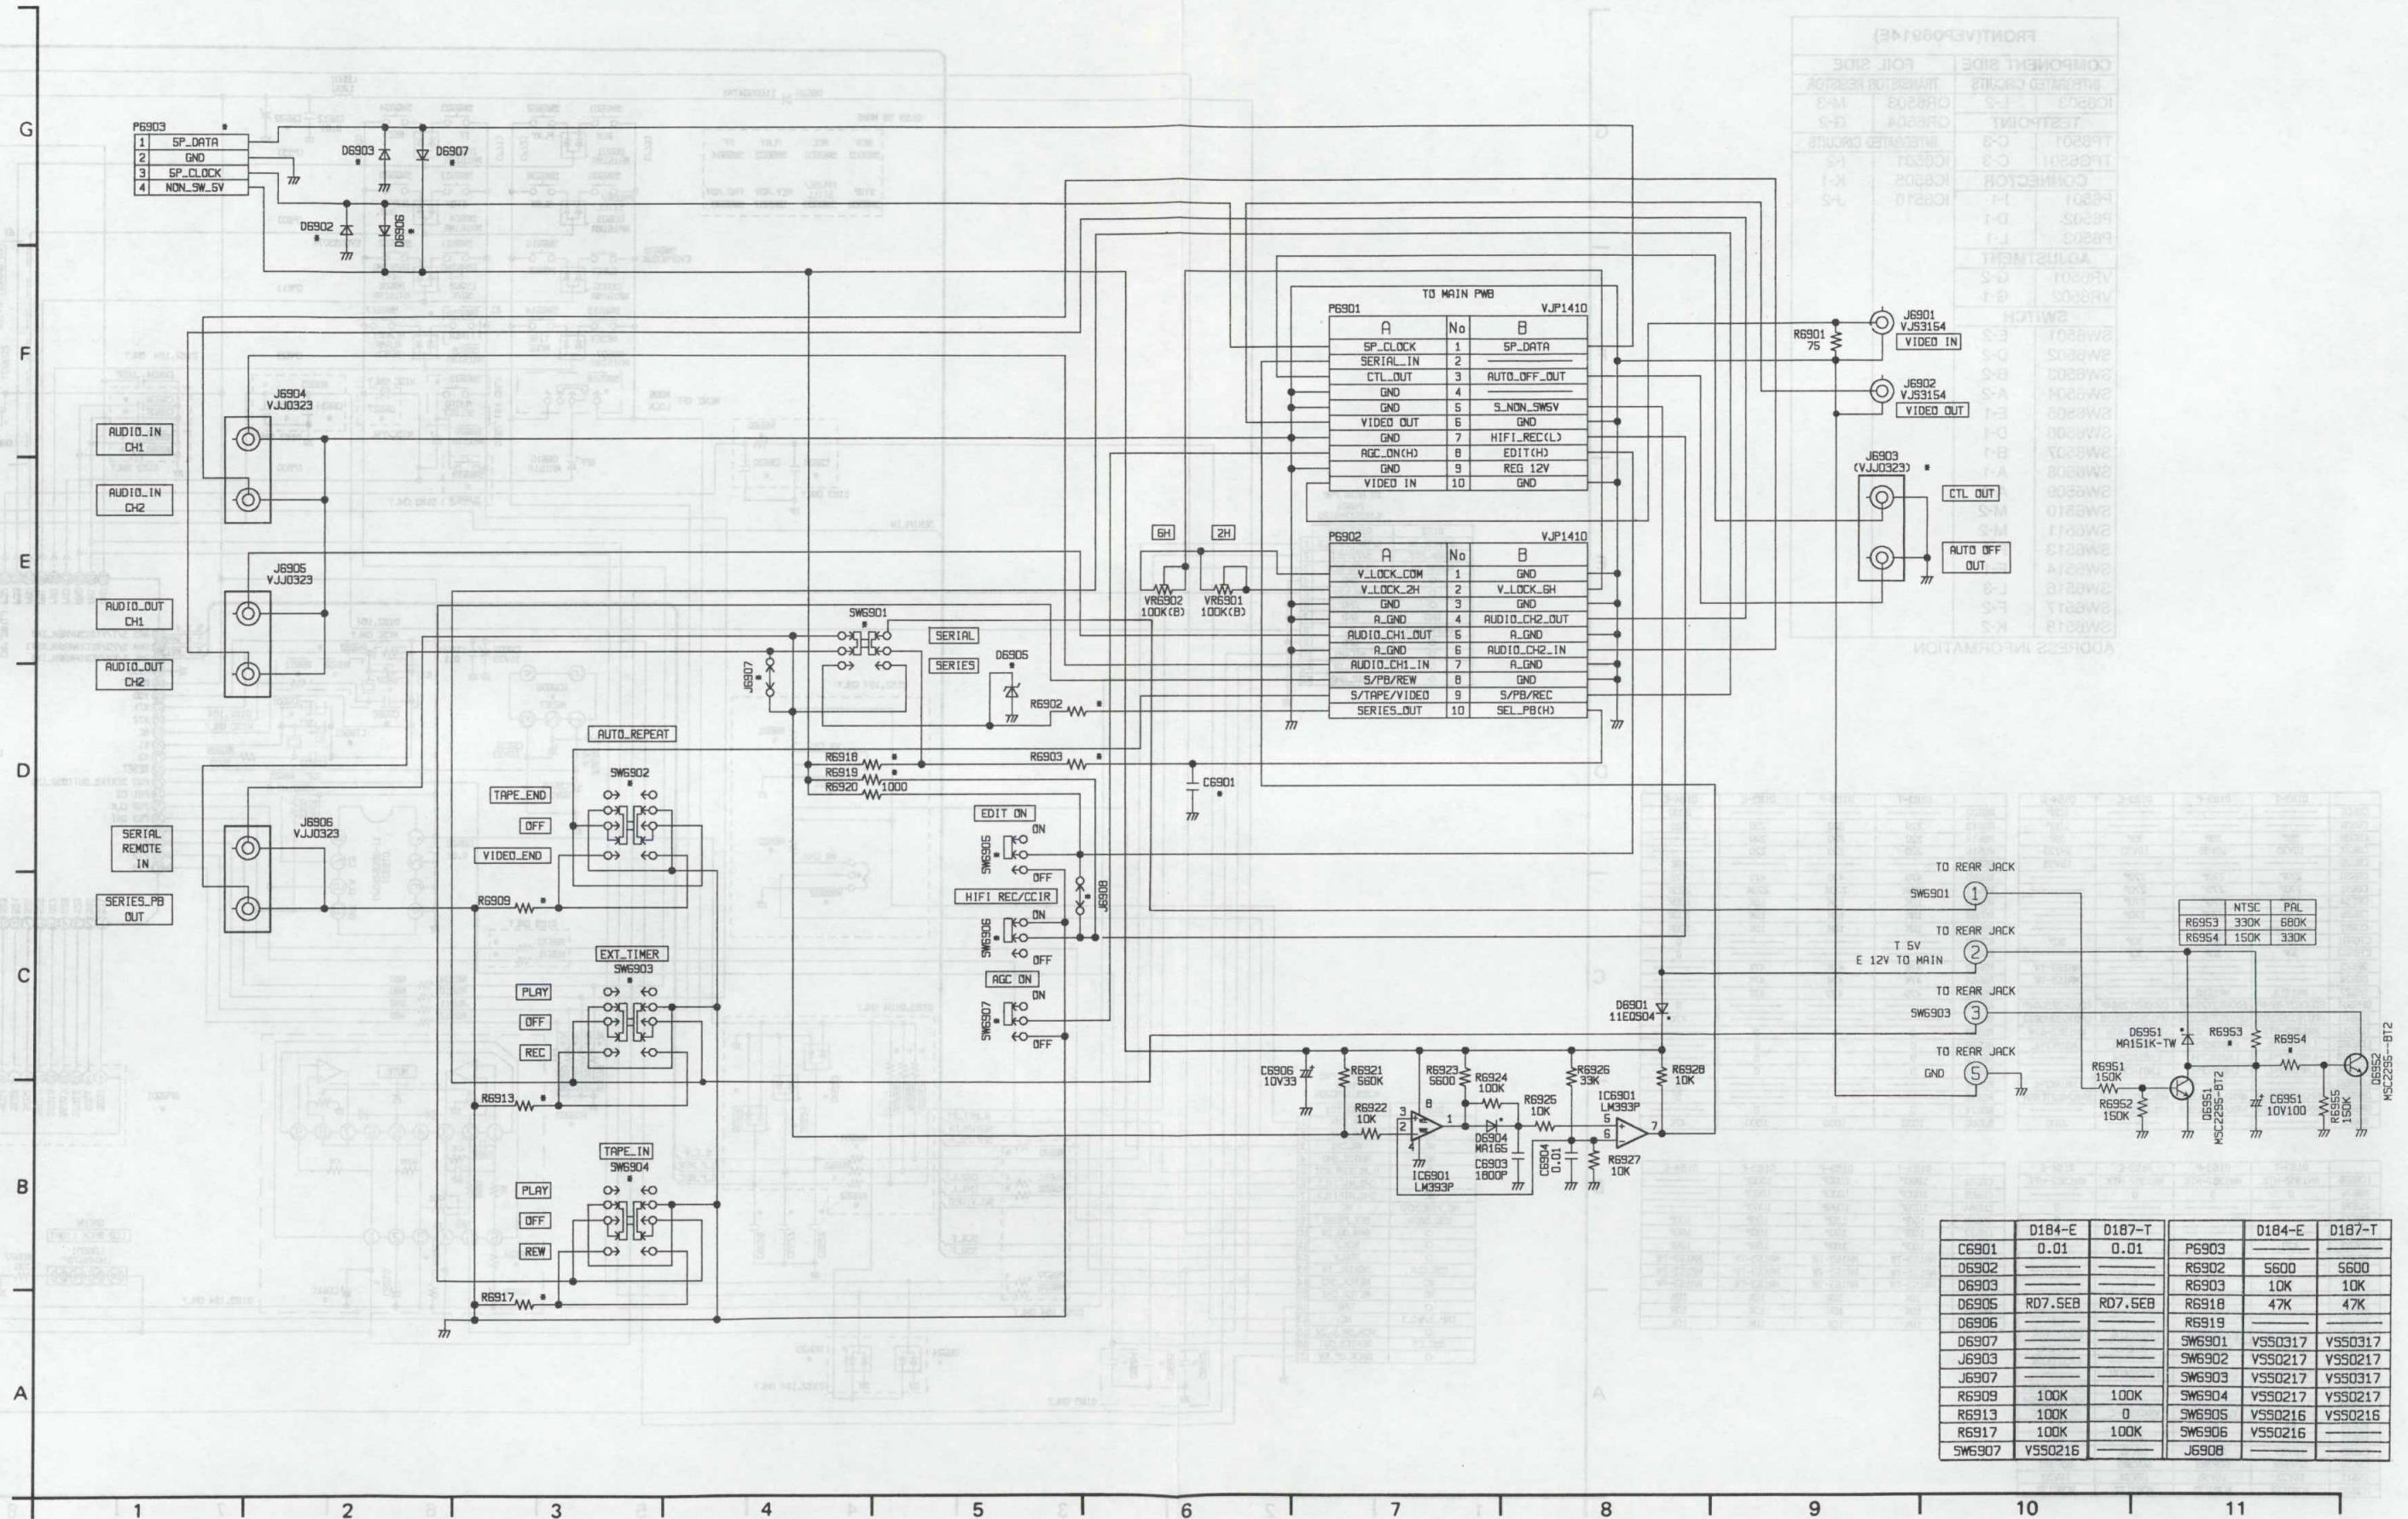 G
F
E
D
C
B
A
P6903 *
1 SP_DATA
2 GND
3 SP_CLOCK
4 NON_SW_5V
D6903 *
D6907 *
D6902 *
D6906 *
TO MAIN PWB
P6901 VJP1410
A No B
SP_CLOCK 1 SP_DATA
SERIAL_IN 2
CTL_OUT 3 AUTO_OFF_OUT
GND 4
GND 5 S_NON_SW5V
VIDEO OUT 6 GND
GND 7 HIFI_REC(L)
AGC_ON(H) 8 EDIT(H)
GND 9 REG 12V
VIDEO IN 10 GND
R6901
75
J6901
VJS3154
VIDEO IN
J6902
VJS3154
VIDEO OUT
J6903
(VJJ0323) *
CTL OUT
AUTO OFF
OUT
J6904
VJJ0323
AUDIO_IN
CH1
AUDIO_IN
CH2
J6905
VJJ0323
AUDIO_OUT
CH1
AUDIO_OUT
CH2
6H
2H
VR6902
100K(B)
VR6901
100K(B)
P6902 VJP1410
A No B
V_LOCK_COM 1 GND
V_LOCK_2H 2 V_LOCK_6H
GND 3 GND
A_GND 4 AUDIO_CH2_OUT
AUDIO_CH1_OUT 5 A_GND
A_GND 6 AUDIO_CH2_IN
AUDIO_CH1_IN 7 A_GND
S/PB/REW 8 GND
S/TAPE/VIDEO 9 S/PB/REC
SERIES_OUT 10 SEL_PB(H)
SW6901
*
SERIAL
SERIES
J6907
*
D6905
*
R6902 *
R6918 *
R6919 *
R6920 1000
R6903 *
C6901
*
AUTO_REPEAT
SW6902
*
TAPE_END
OFF
VIDEO_END
R6909 *
J6906
VJJ0323
SERIAL
REMOTE
IN
SERIES_PB
OUT
EDIT ON
ON
SW6905
*
OFF
HIFI REC/CCIR
ON
SW6906
*
OFF
J6908
*
AGC ON
ON
SW6907
*
OFF
EXT_TIMER
SW6903
*
PLAY
OFF
REC
R6913 *
TAPE_IN
SW6904
*
PLAY
OFF
REW
R6917 *
D6901
11EQS04
C6906
10V33
R6921
560K
R6922
10K
R6923
5600
R6924
100K
R6925
10K
R6926
33K
R6928
10K
IC6901
LM393P
3
2
8
4
1
IC6901
LM393P
5
6
7
D6904
MA165
C6903
1800P
C6904
0.01
R6927
10K
TO REAR JACK
SW6901 1
TO REAR JACK
T 5V
E 12V TO MAIN
2
TO REAR JACK
SW6903 3
TO REAR JACK
GND 5
NTSC PAL
R6953 330K 680K
R6954 150K 330K
D6951
MA151K-TW
R6953
*
R6954
*
R6951
150K
R6952
150K
Q6951
MSC2295-BT2
C6951
10V100
R6955
150K
Q6952
MSC2295--BT2
D184-E D187-T D184-E D187-T
C6901 0.01 0.01 P6903
D6902 R6902 5600 5600
D6903 R6903 10K 10K
D6905 RD7.5EB RD7.5EB R6918 47K 47K
D6906 R6919
D6907 SW6901 VSS0317 VSS0317
J6903 SW6902 VSS0217 VSS0217
J6907 SW6903 VSS0217 VSS0317
R6909 100K 100K SW6904 VSS0217 VSS0217
R6913 100K 0 SW6905 VSS0216 VSS0216
R6917 100K 100K SW6906 VSS0216
SW6907 VSS0216 J6908
1 2 3 4 5 6 7 8 9 10 11